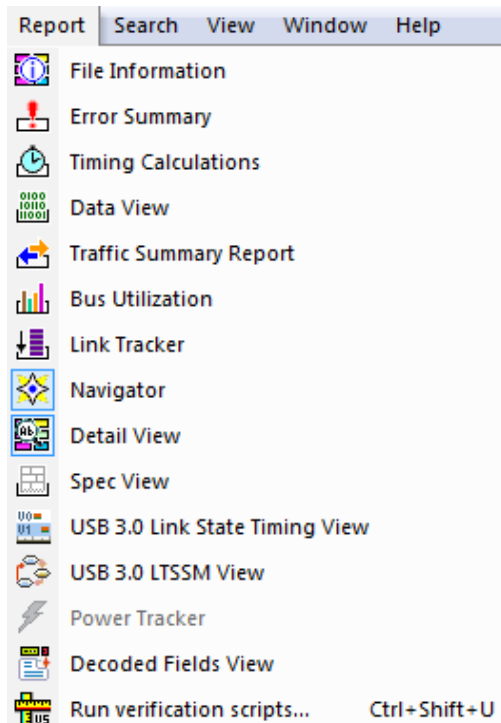 Report Search View Window Help
File Information
Error Summary
Timing Calculations
Data View
Traffic Summary Report
Bus Utilization
Link Tracker
Navigator
Detail View
Spec View
USB 3.0 Link State Timing View
USB 3.0 LTSSM View
Power Tracker
Decoded Fields View
Run verification scripts... Ctrl+Shift+U